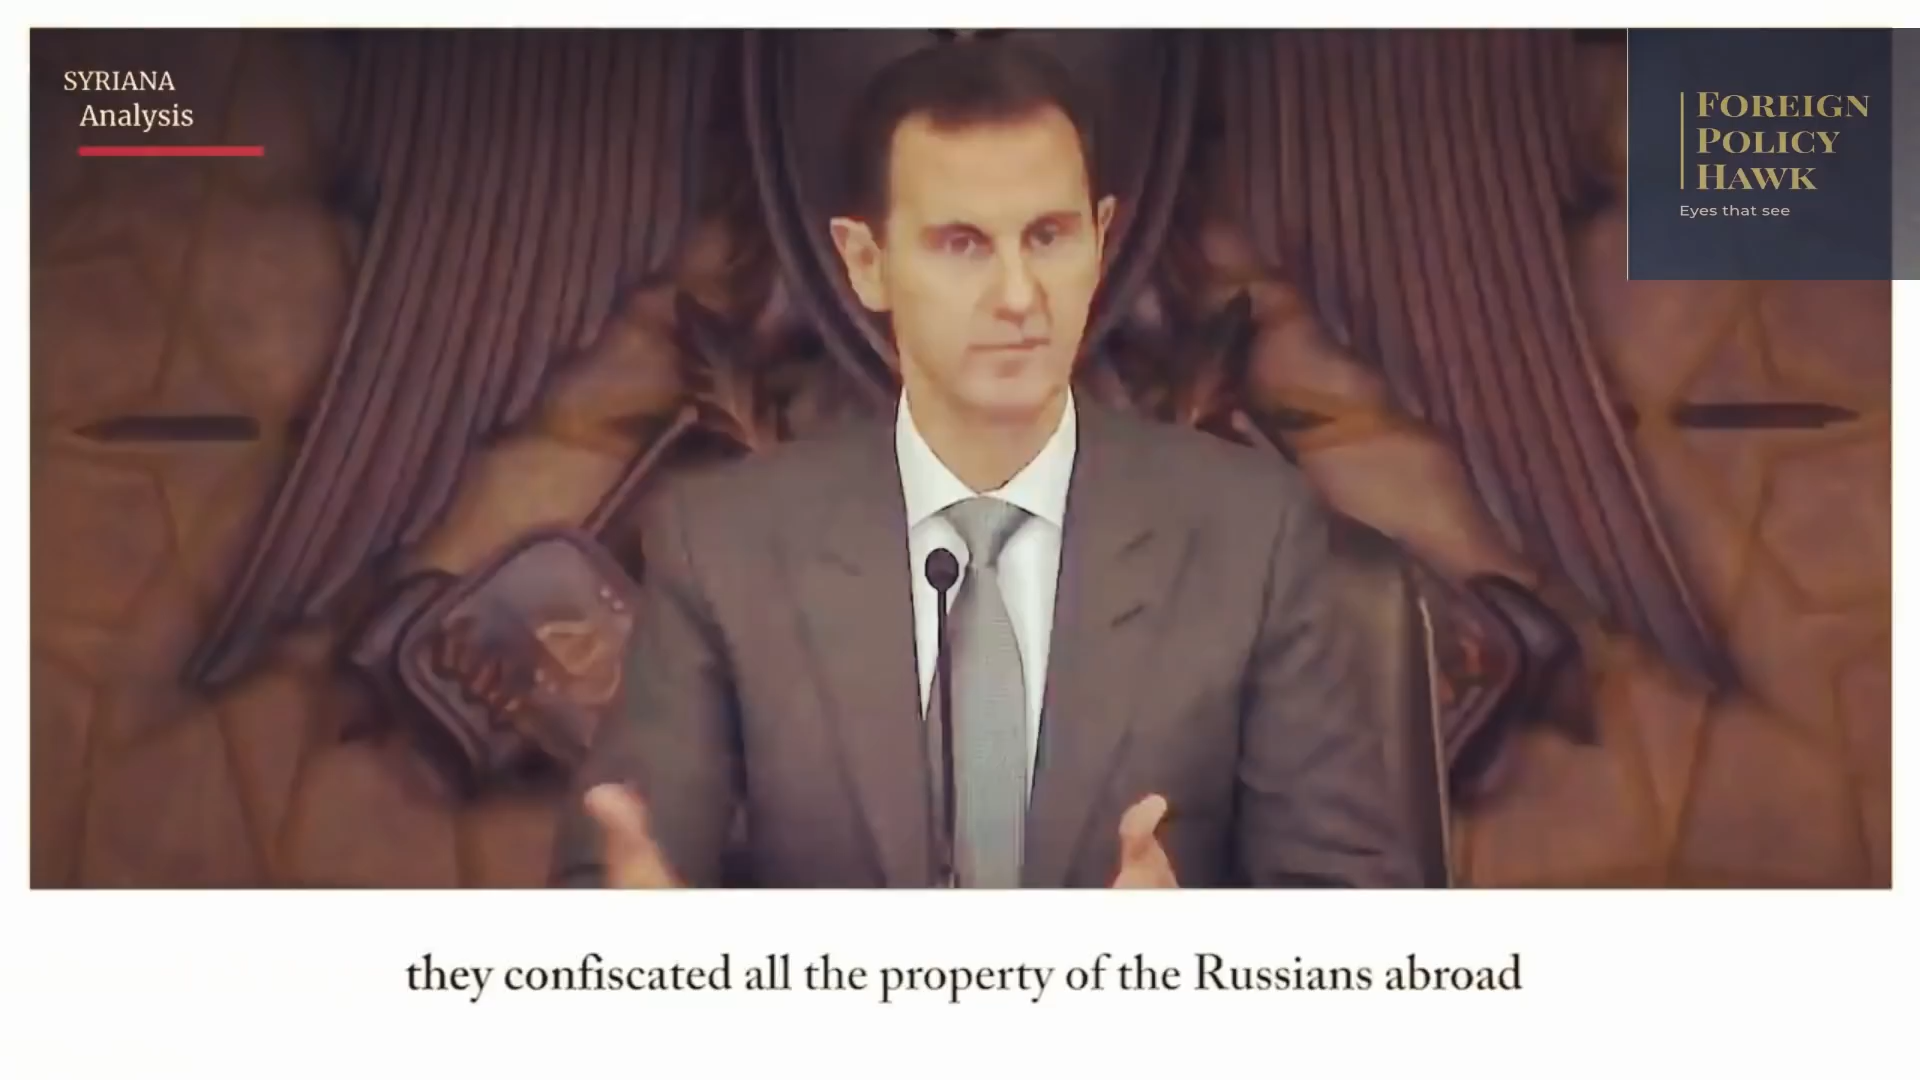 SYRIANA
Analysis
FOREIGN
POLICY
HAWK
Eyes that see
they confiscated all the property of the Russians abroad